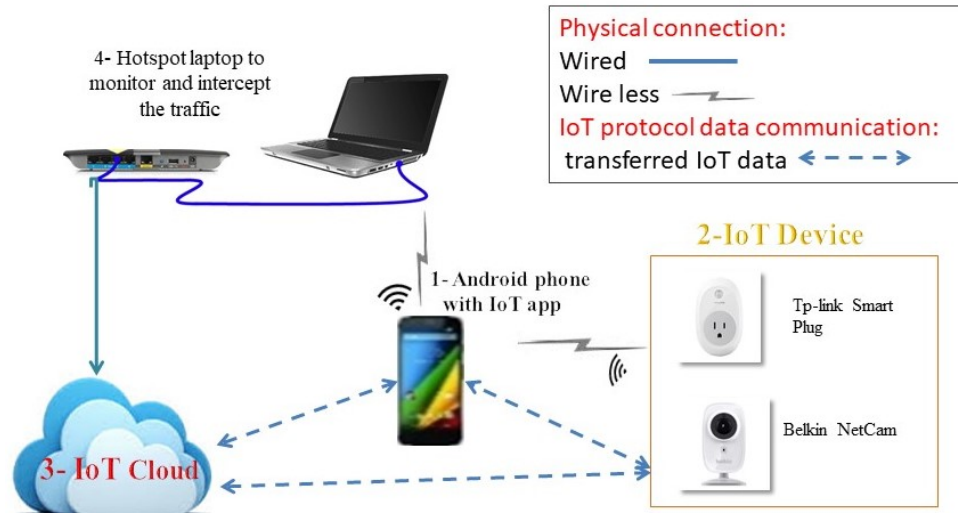 4- Hotspot laptop to
monitor and intercept
the traffic
Physical connection:
Wired
Wire less
IoT protocol data communication:
transferred IoT data
2-IoT Device
1- Android phone
with IoT app
Tp-link Smart
Plug
Belkin NetCam
3- IoT Cloud